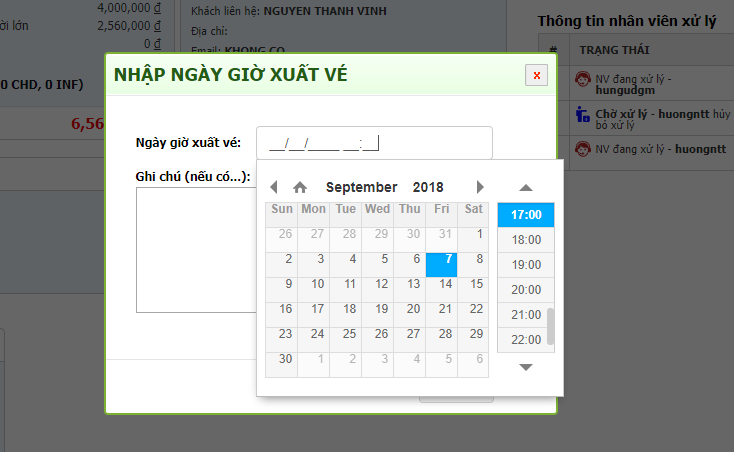 4,000,000 đ
ời lớn 2,560,000 đ
0 đ
0 CHD, 0 INF)
6,56
Khách liên hệ: NGUYEN THANH VINH
Địa chỉ:
Email: KHONG CO
Thông tin nhân viên xử lý
# TRẠNG THÁI
NV đang xử lý -
hungudgm
Chờ xử lý - huongntt hủy
bỏ xử lý
NV đang xử lý - huongntt
NHẬP NGÀY GIỜ XUẤT VÉ
x
Ngày giờ xuất vé: __/__/____ __:__
Ghi chú (nếu có...):
September 2018
Sun Mon Tue Wed Thu Fri Sat
26 27 28 29 30 31 1
2 3 4 5 6 7 8
9 10 11 12 13 14 15
16 17 18 19 20 21 22
23 24 25 26 27 28 29
30 1 2 3 4 5 6
17:00
18:00
19:00
20:00
21:00
22:00